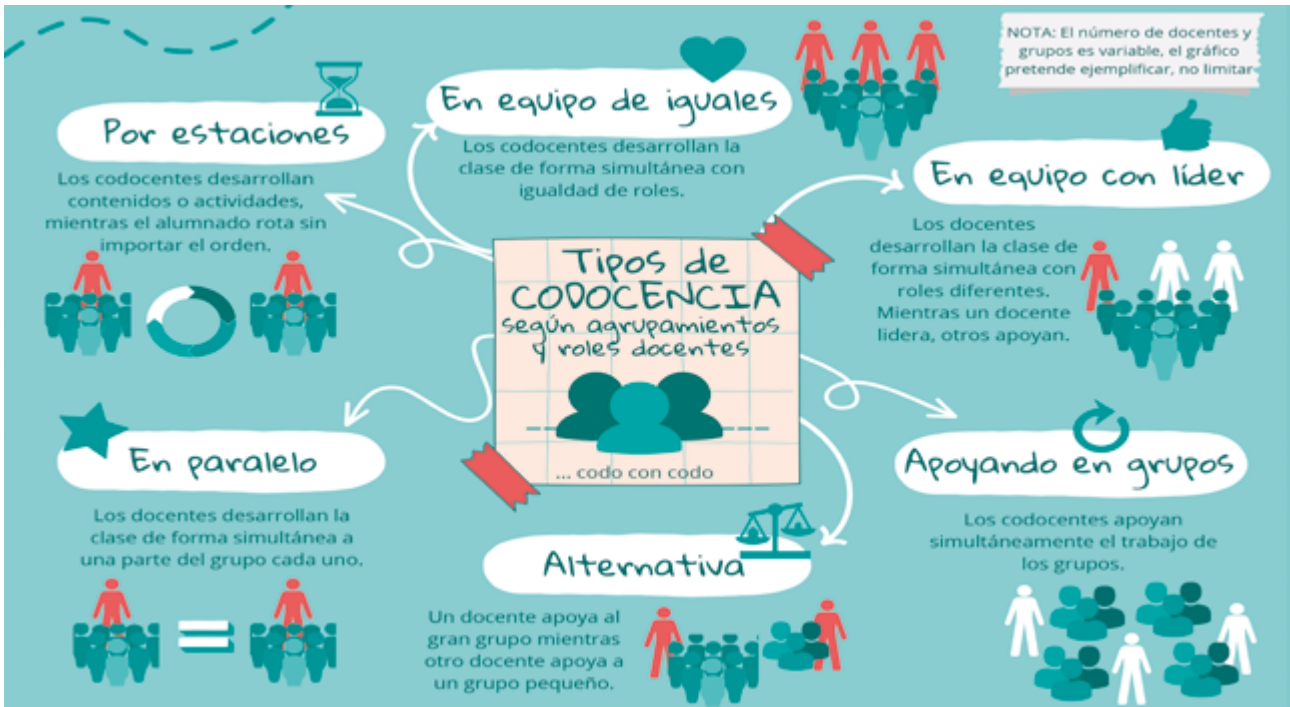 Tipos de
CODOCENCIA
según agrupamientos
y roles docentes
... codo con codo
Por estaciones
Los codocentes desarrollan
contenidos o actividades,
mientras el alumnado rota sin
importar el orden.
En equipo de iguales
Los codocentes desarrollan la
clase de forma simultánea con
igualdad de roles.
NOTA: El número de docentes y
grupos es variable, el gráfico
pretende ejemplificar, no limitar
En equipo con líder
Los docentes
desarrollan la clase de
forma simultánea con
roles diferentes.
Mientras un docente
lidera, otros apoyan.
En paralelo
Los docentes desarrollan la
clase de forma simultánea a
una parte del grupo cada uno.
Alternativa
Un docente apoya al
gran grupo mientras
otro docente apoya a
un grupo pequeño.
Apoyando en grupos
Los codocentes apoyan
simultáneamente el trabajo de
los grupos.